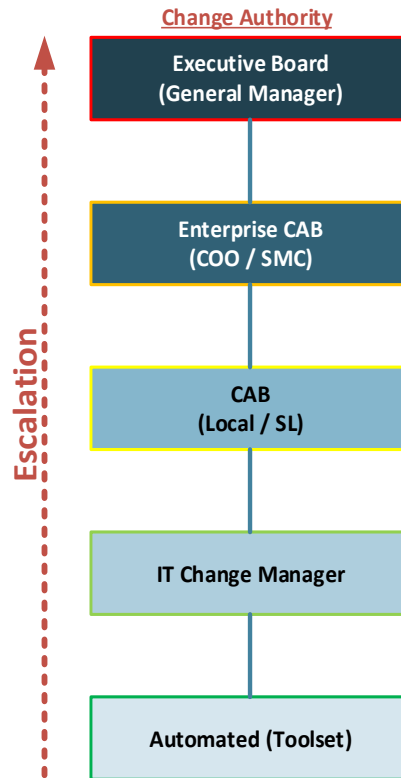 Change Authority
Executive Board
(General Manager)
Enterprise CAB
(COO / SMC)
CAB
(Local / SL)
IT Change Manager
Automated (Toolset)
Escalation